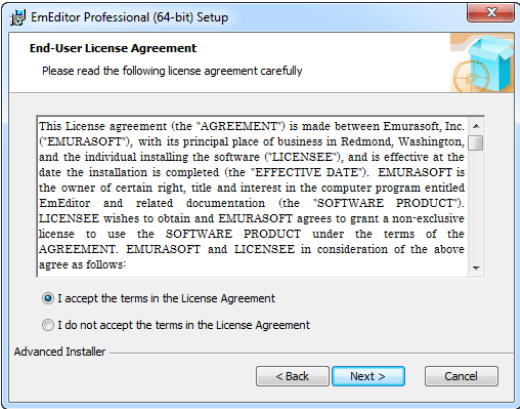 EmEditor Professional (64-bit) Setup
End-User License Agreement
Please read the following license agreement carefully
This License agreement (the "AGREEMENT") is made between Emurasoft, Inc.
("EMURASOFT"), with its principal place of business in Redmond, Washington,
and the individual installing the software ("LICENSEE"), and is effective at the
date the installation is completed (the "EFFECTIVE DATE"). EMURASOFT is
the owner of certain right, title and interest in the computer program entitled
EmEditor and related documentation (the "SOFTWARE PRODUCT").
LICENSEE wishes to obtain and EMURASOFT agrees to grant a non-exclusive
license to use the SOFTWARE PRODUCT under the terms of the
AGREEMENT. EMURASOFT and LICENSEE in consideration of the above
agree as follows:
I accept the terms in the License Agreement
I do not accept the terms in the License Agreement
Advanced Installer
< Back Next > Cancel